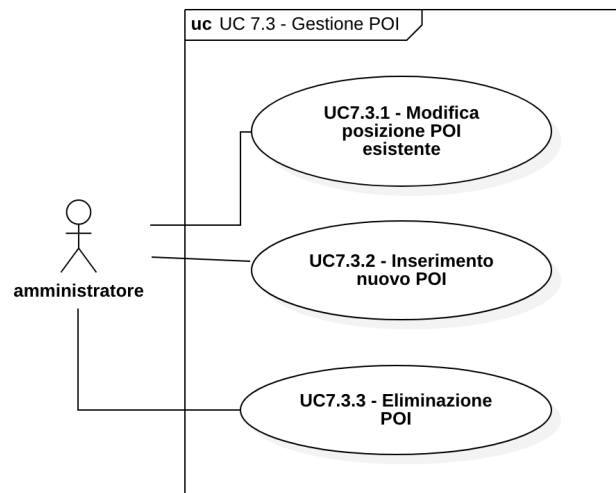 uc UC 7.3 - Gestione POI
UC7.3.1 - Modifica
posizione POI
esistente
UC7.3.2 - Inserimento
nuovo POI
amministratore
UC7.3.3 - Eliminazione
POI